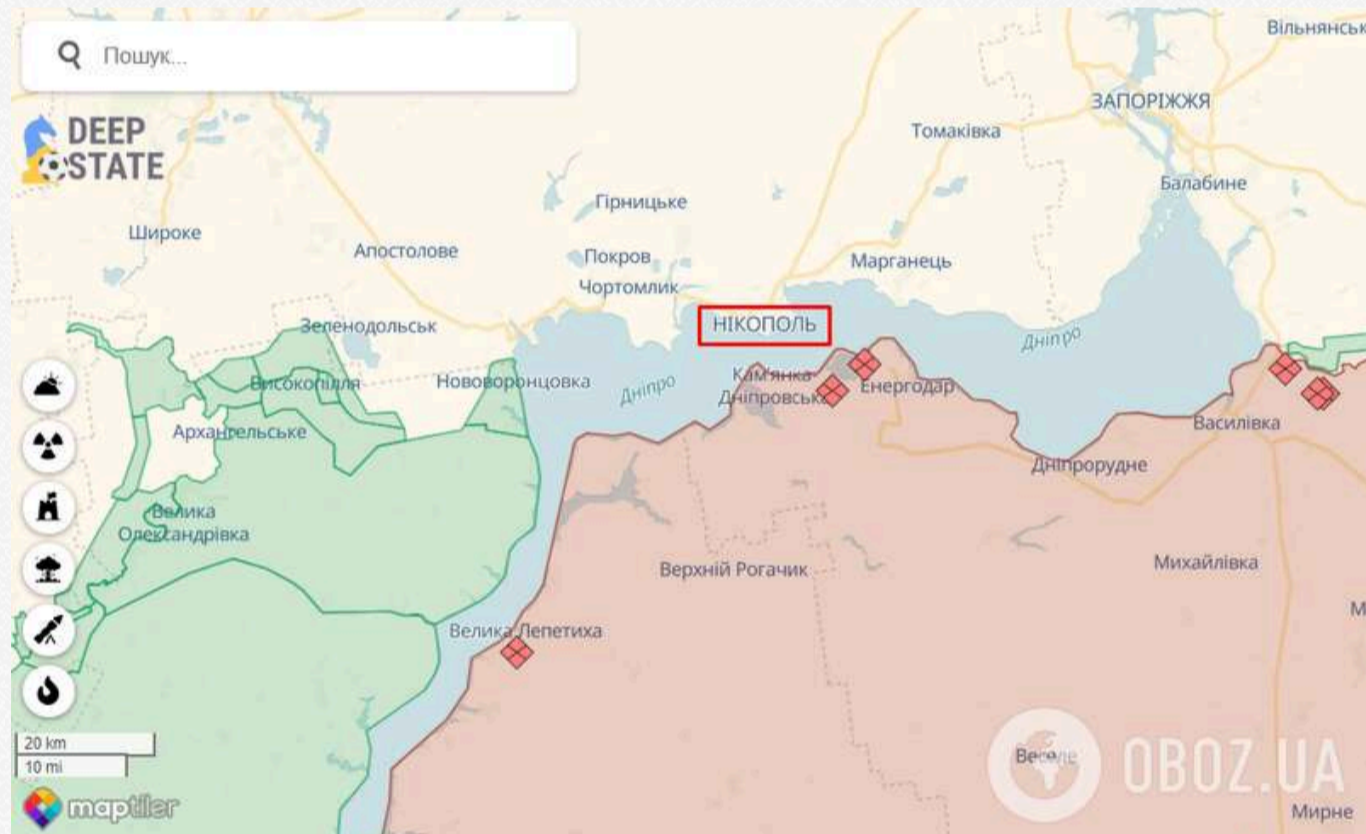 Пошук...
Вільнянськ
DEEP
STATE
ЗАПОРІЖЖЯ
Томаківка
Балабине
Гірницьке
Широке
Апостолове
Покров
Марганець
Чортомлик
НІКОПОЛЬ
Зеленодольськ
Дніпро
Високопілля
Нововоронцовка
Дніпро
Кам'янка
Дніпровська
Енергодар
Василівка
Архангельське
Дніпрорудне
Велика
Олександрівка
Верхній Рогачик
Михайлівка
М
Велика Лепетиха
20 km
10 mi
Веселе
OBOZ.UA
maptiler
Мирне